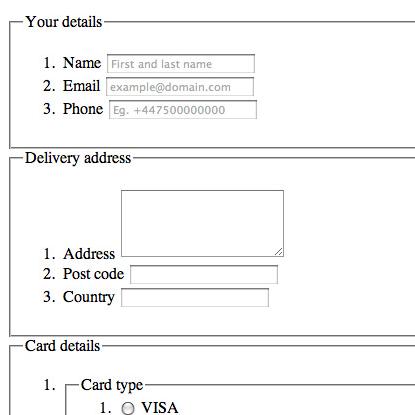 Your details
1. Name First and last name
2. Email example@domain.com
3. Phone Eg. +447500000000
Delivery address
1. Address
2. Post code
3. Country
Card details
1. Card type
1. VISA